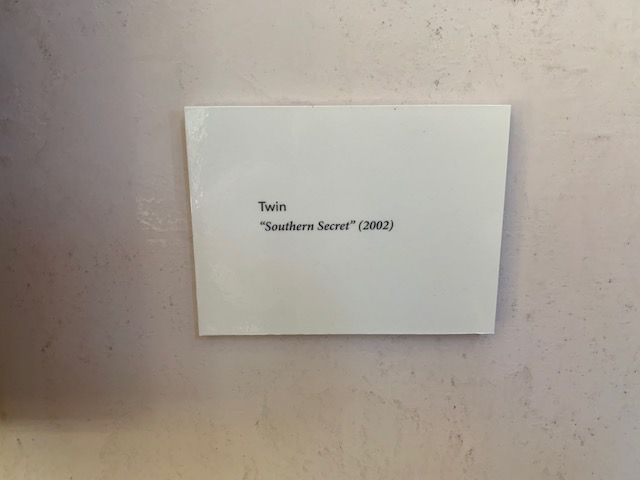 Twin
“Southern Secret” (2002)